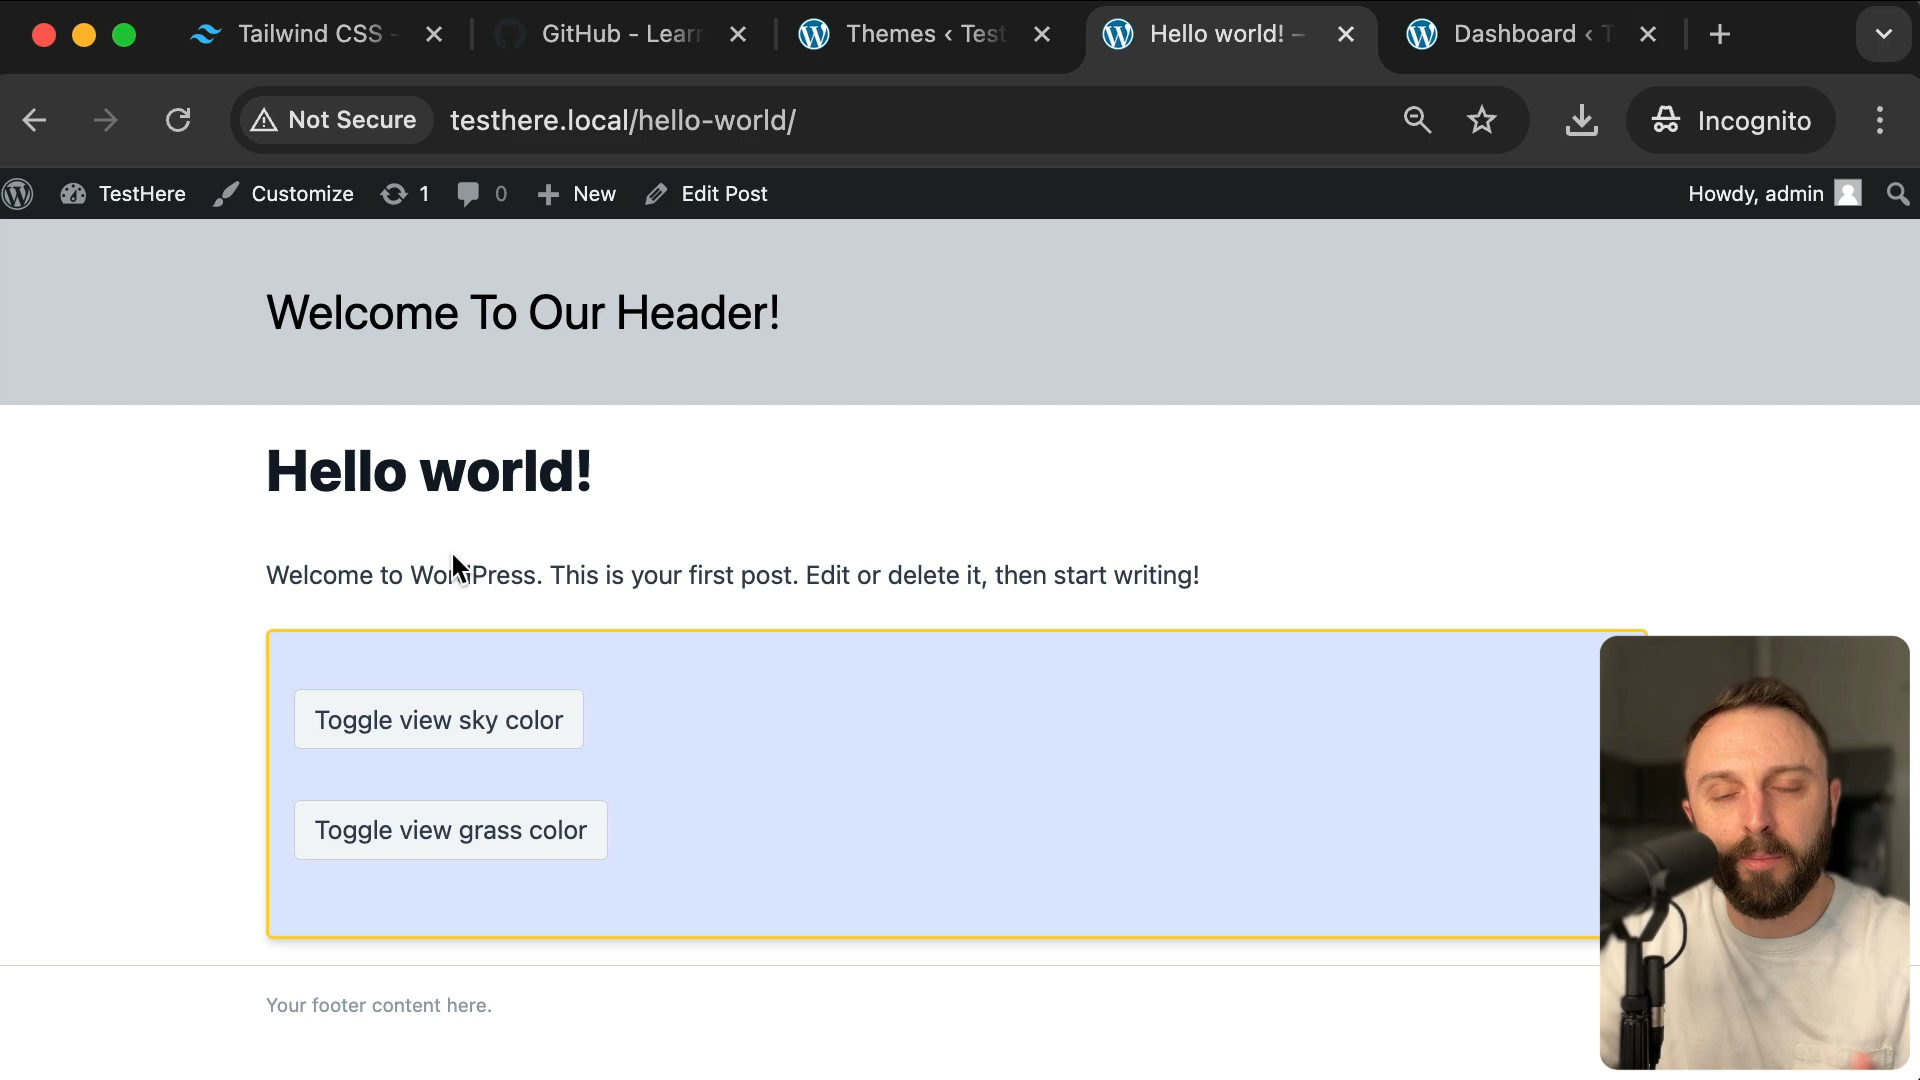 Tailwind CSS -
GitHub - Lear
Themes ‹ Test
Hello world! –
Dashboard ‹ T
Not Secure
testhere.local/hello-world/
Incognito
TestHere
Customize
1
0
New
Edit Post
Howdy, admin
Welcome To Our Header!
Hello world!
Welcome to WordPress. This is your first post. Edit or delete it, then start writing!
Toggle view sky color
Toggle view grass color
Your footer content here.